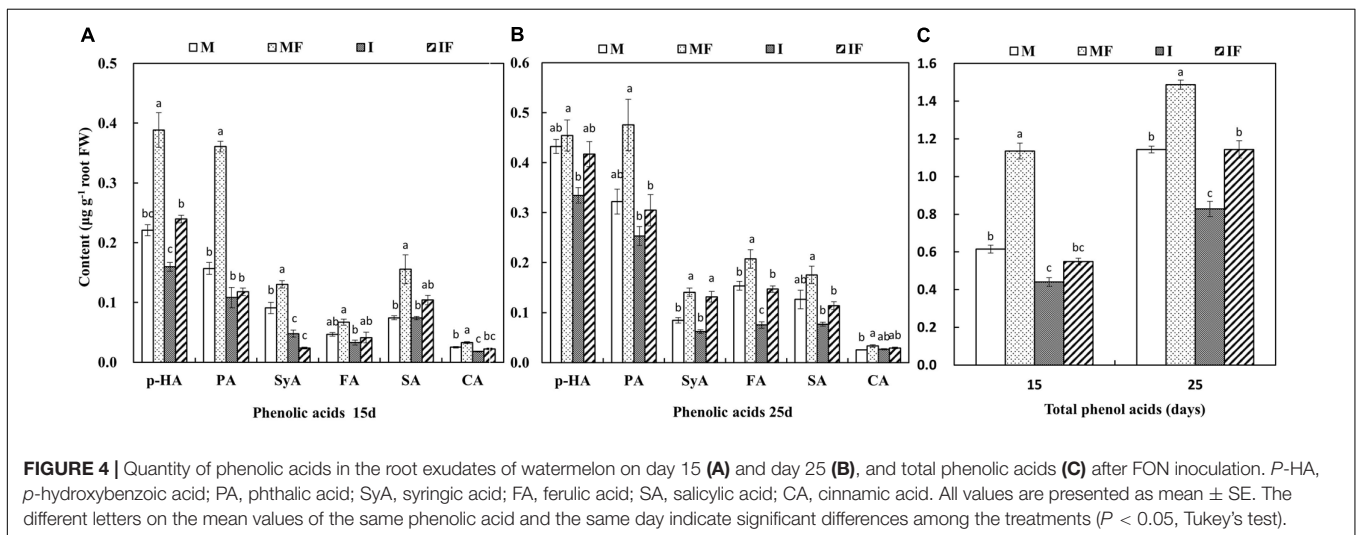 A
M MF I IF
0.5
0.4
0.3
0.2
0.1
0.0
Content (µg g⁻¹ root FW)
bc a c b
b a b b
b a c c
ab a b ab
b a b ab
b a c bc
p-HA PA SyA FA SA CA
Phenolic acids 15d
B
M MF I IF
0.6
0.5
0.4
0.3
0.2
0.1
0.0
ab a b ab
ab a b b
b a b a
b a c b
ab a b b
b a ab ab
p-HA PA SyA FA SA CA
Phenolic acids 25d
C
M MF I IF
1.6
1.4
1.2
1.0
0.8
0.6
0.4
0.2
0.0
b a c bc
b a c b
15 25
Total phenol acids (days)
FIGURE 4 | Quantity of phenolic acids in the root exudates of watermelon on day 15 (A) and day 25 (B), and total phenolic acids (C) after FON inoculation. P-HA,
p-hydroxybenzoic acid; PA, phthalic acid; SyA, syringic acid; FA, ferulic acid; SA, salicylic acid; CA, cinnamic acid. All values are presented as mean ± SE. The
different letters on the mean values of the same phenolic acid and the same day indicate significant differences among the treatments (P < 0.05, Tukey's test).